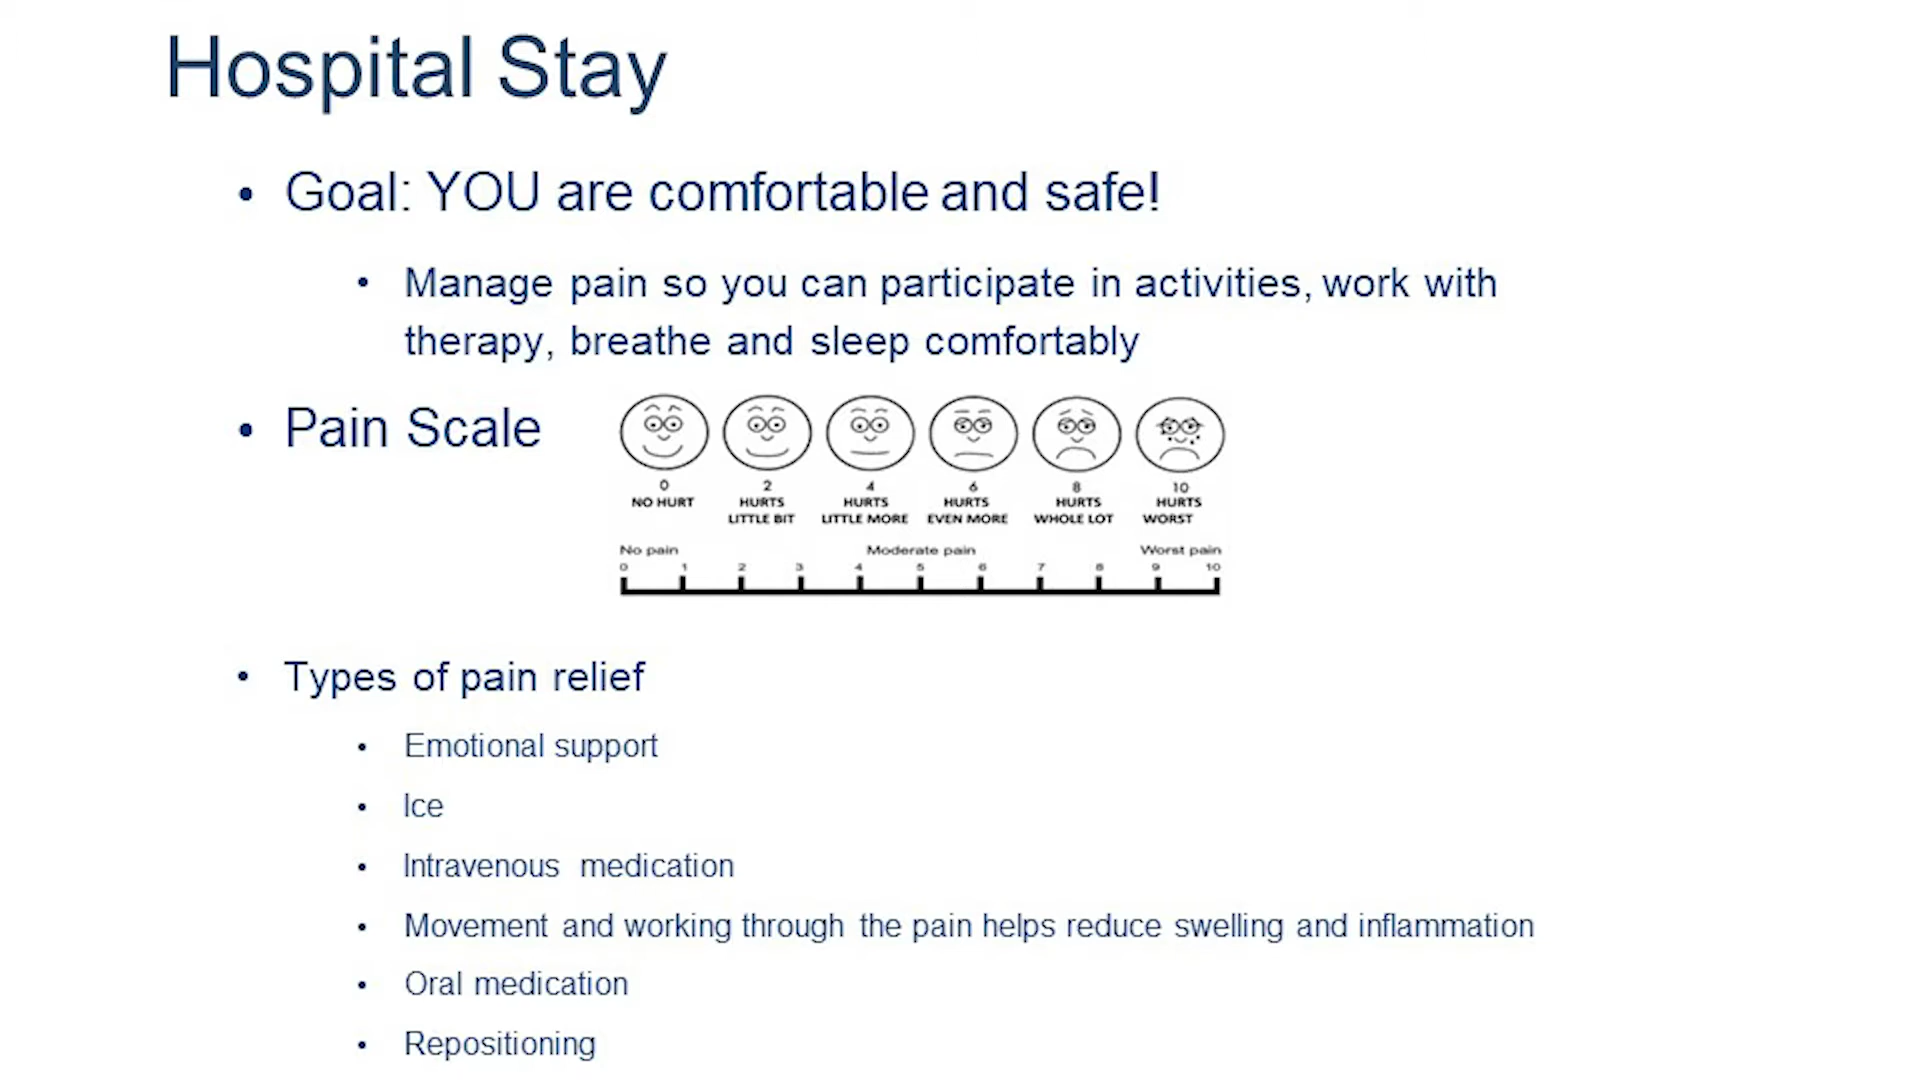 Hospital Stay
• Goal: YOU are comfortable and safe!
• Manage pain so you can participate in activities, work with
therapy, breathe and sleep comfortably
• Pain Scale
0 2 4 6 8 10
NO HURT HURTS HURTS HURTS HURTS HURTS
LITTLE BIT LITTLE MORE EVEN MORE WHOLE LOT WORST
No pain Moderate pain Worst pain
0 1 2 3 4 5 6 7 8 9 10
• Types of pain relief
• Emotional support
• Ice
• Intravenous medication
• Movement and working through the pain helps reduce swelling and inflammation
• Oral medication
• Repositioning